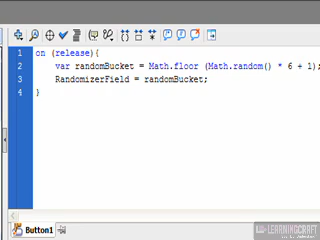 1 on (release){
2 var randomBucket = Math.floor (Math.random() * 6 + 1);
3 RandomizerField = randomBucket;
4 }
Button1
LEARNINGCRAFT